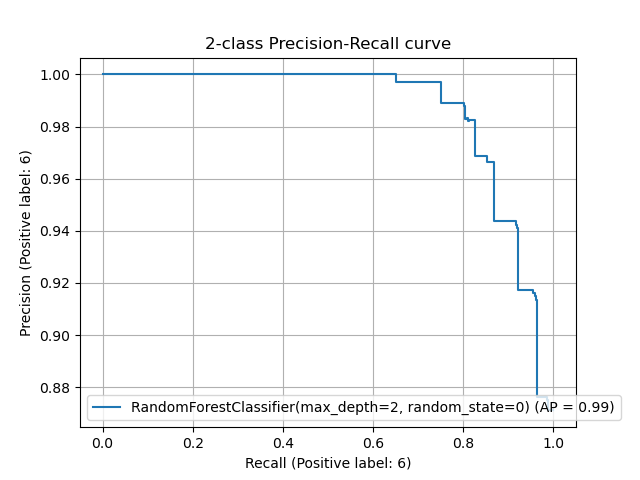 2-class Precision-Recall curve
1.00
0.98
0.96
0.94
0.92
0.90
0.88
Precision (Positive label: 6)
RandomForestClassifier(max_depth=2, random_state=0) (AP = 0.99)
0.0 0.2 0.4 0.6 0.8 1.0
Recall (Positive label: 6)